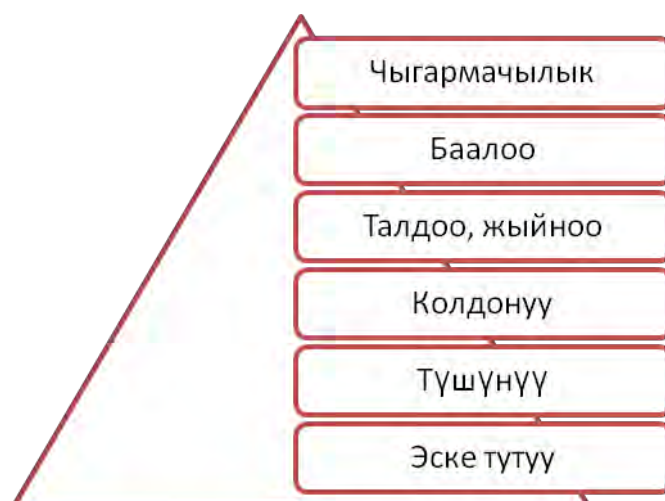 Чыгармачылык
Баалоо
Талдоо, жыйноо
Колдонуу
Түшүнүү
Эске тутуу